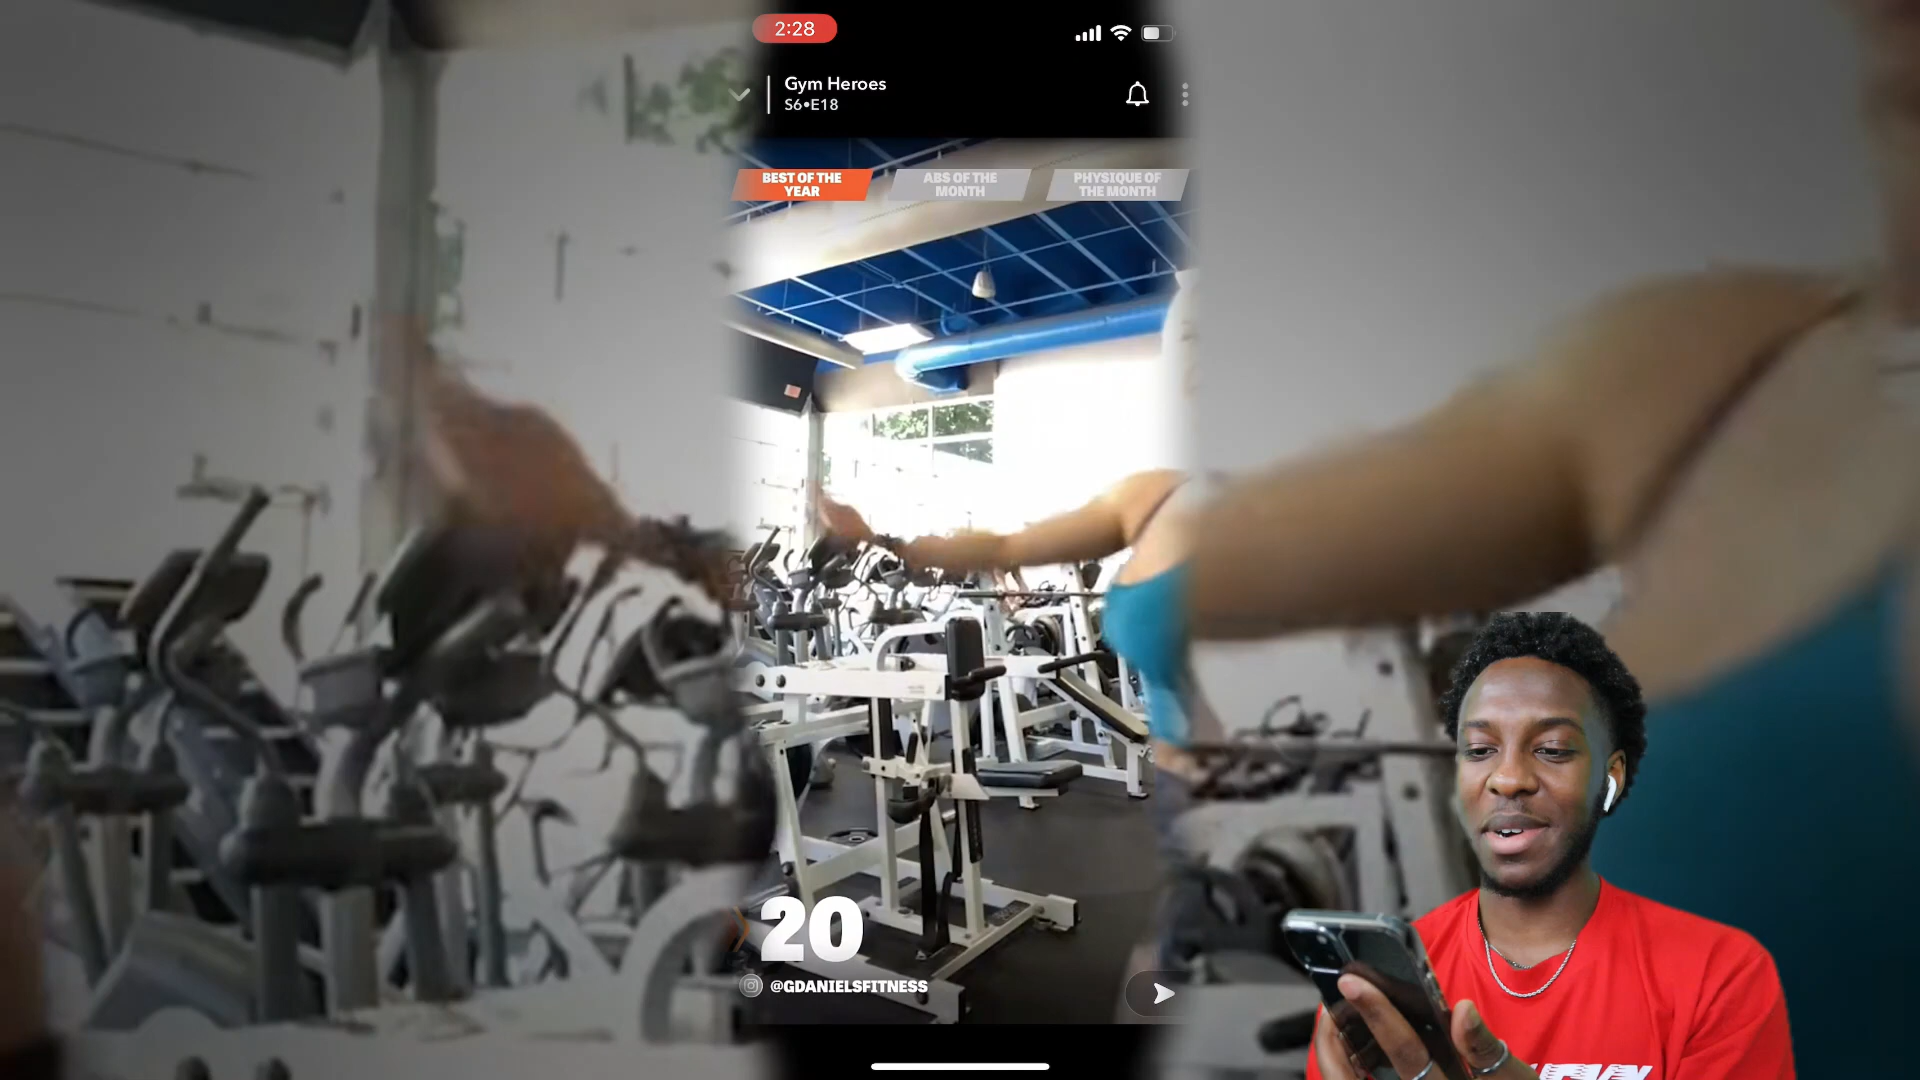 2:28
Gym Heroes
S6•E18
BEST OF THE
YEAR
ABS OF THE
MONTH
PHYSIQUE OF
THE MONTH
20
@GDANIELSFITNESS